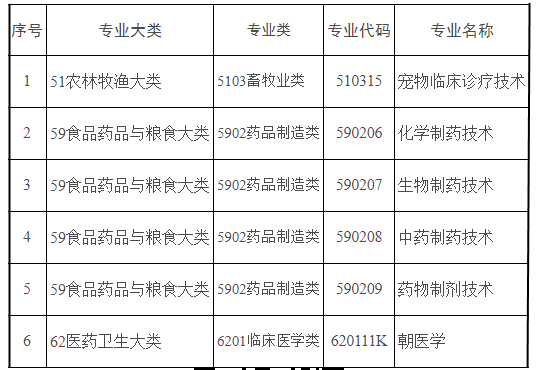 序号 专业大类 专业类 专业代码 专业名称
1 51农林牧渔大类 5103畜牧业类 510315 宠物临床诊疗技术
2 59食品药品与粮食大类 5902药品制造类 590206 化学制药技术
3 59食品药品与粮食大类 5902药品制造类 590207 生物制药技术
4 59食品药品与粮食大类 5902药品制造类 590208 中药制药技术
5 59食品药品与粮食大类 5902药品制造类 590209 药物制剂技术
6 62医药卫生大类 6201临床医学类 620111K 朝医学